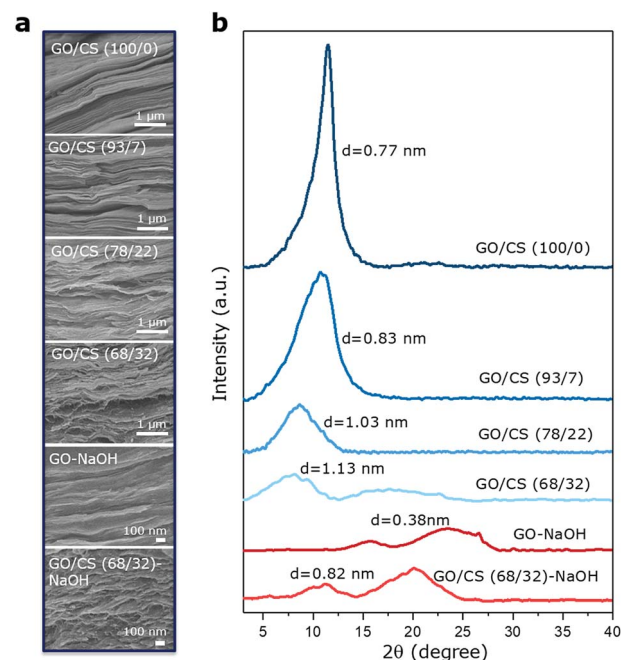 a
GO/CS (100/0)
1 μm
GO/CS (93/7)
1 μm
GO/CS (78/22)
1 μm
GO/CS (68/32)
1 μm
GO-NaOH
100 nm
GO/CS (68/32)-
NaOH
100 nm
b
Intensity (a.u.)
d=0.77 nm
GO/CS (100/0)
d=0.83 nm
GO/CS (93/7)
d=1.03 nm
GO/CS (78/22)
d=1.13 nm
GO/CS (68/32)
d=0.38nm
GO-NaOH
d=0.82 nm
GO/CS (68/32)-NaOH
5 10 15 20 25 30 35 40
2θ (degree)